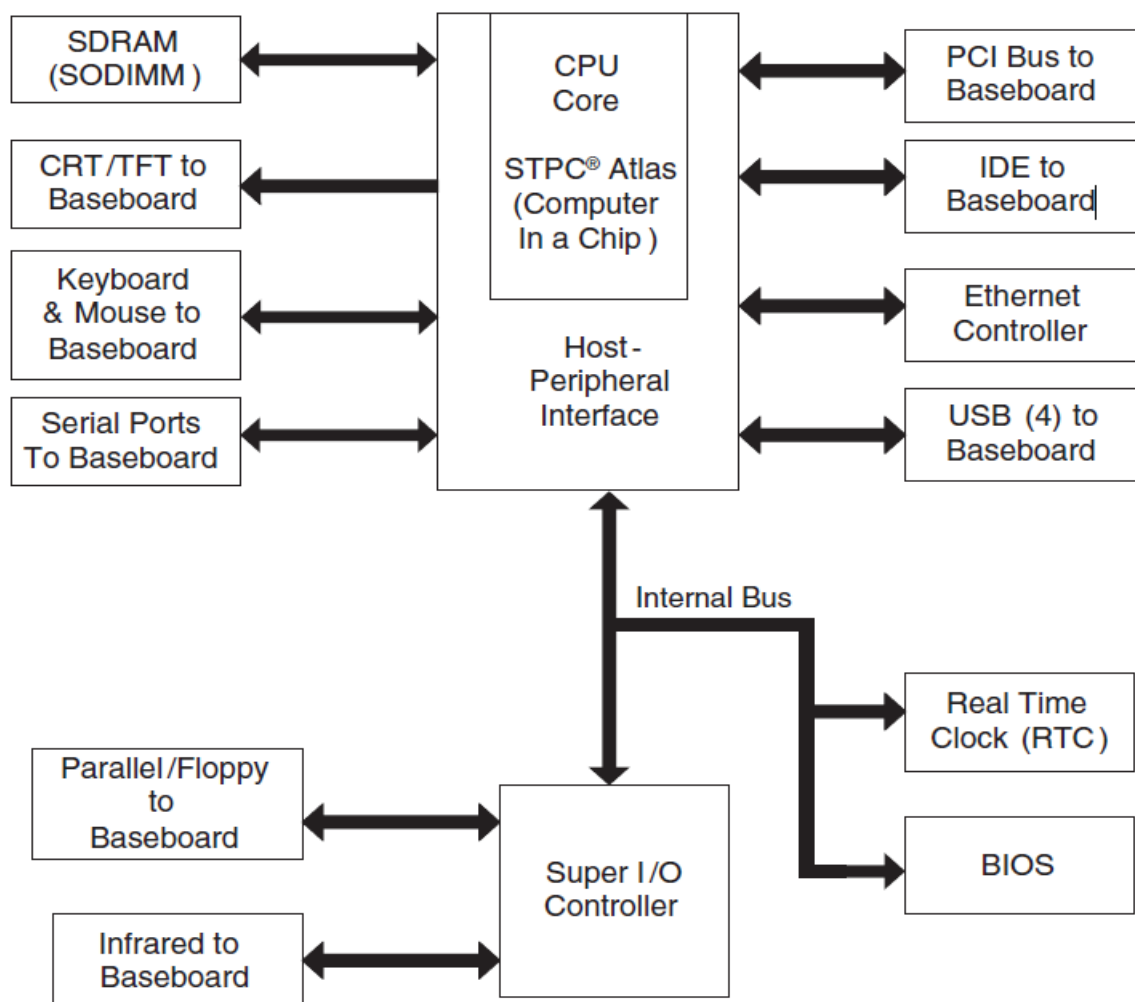 SDRAM
(SODIMM)
CRT/TFT to
Baseboard
Keyboard
& Mouse to
Baseboard
Serial Ports
To Baseboard
CPU
Core
STPC® Atlas
(Computer
In a Chip)
Host-
Peripheral
Interface
PCI Bus to
Baseboard
IDE to
Baseboard
Ethernet
Controller
USB (4) to
Baseboard
Internal Bus
Real Time
Clock (RTC)
BIOS
Parallel/Floppy
to
Baseboard
Super I/O
Controller
Infrared to
Baseboard